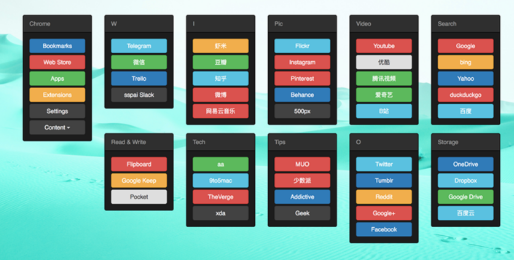 Chrome
Bookmarks
Web Store
Apps
Extensions
Settings
Content
W
Telegram
微信
Trello
aapai Slack
I
虾米
豆瓣
知乎
微博
网易云音乐
Pic
Flickr
Instagram
Pinterest
Behance
500px
Video
Youtube
优酷
腾讯视频
爱奇艺
B站
Search
Google
bing
Yahoo
duckduckgo
百度
Read & Write
Flipboard
Google Keep
Pocket
Tech
aa
9to5mac
TheVerge
xda
Tips
MUO
少数派
Addictive
Geek
O
Twitter
Tumblr
Reddit
Google+
Facebook
Storage
OneDrive
Dropbox
Google Drive
百度云